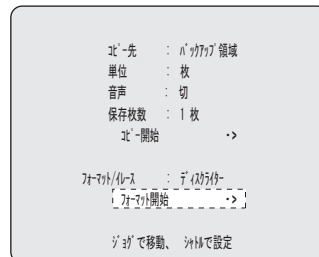 ｺﾋﾟｰ先 : ﾊﾞｯｸｱｯﾌﾟ領域
単位 : 枚
音声 : 切
保存枚数 : 1 枚
ｺﾋﾟｰ開始 ･>
ﾌｫｰﾏｯﾄ/ｲﾚｰｽ : ﾃﾞｨｽｸﾗｲﾀｰ
ﾌｫｰﾏｯﾄ開始 ･>
ｼﾞｮｸﾞで移動、 ｼｬﾄﾙで設定